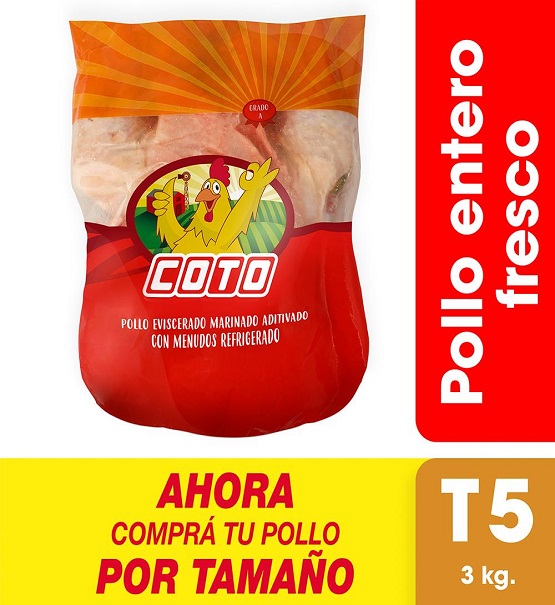 GRADO
A
COTO
POLLO EVISCERADO MARINADO ADITIVADO
CON MENUDOS REFRIGERADO
Pollo entero
fresco
AHORA
COMPRÁ TU POLLO
POR TAMAÑO
T5
3 kg.